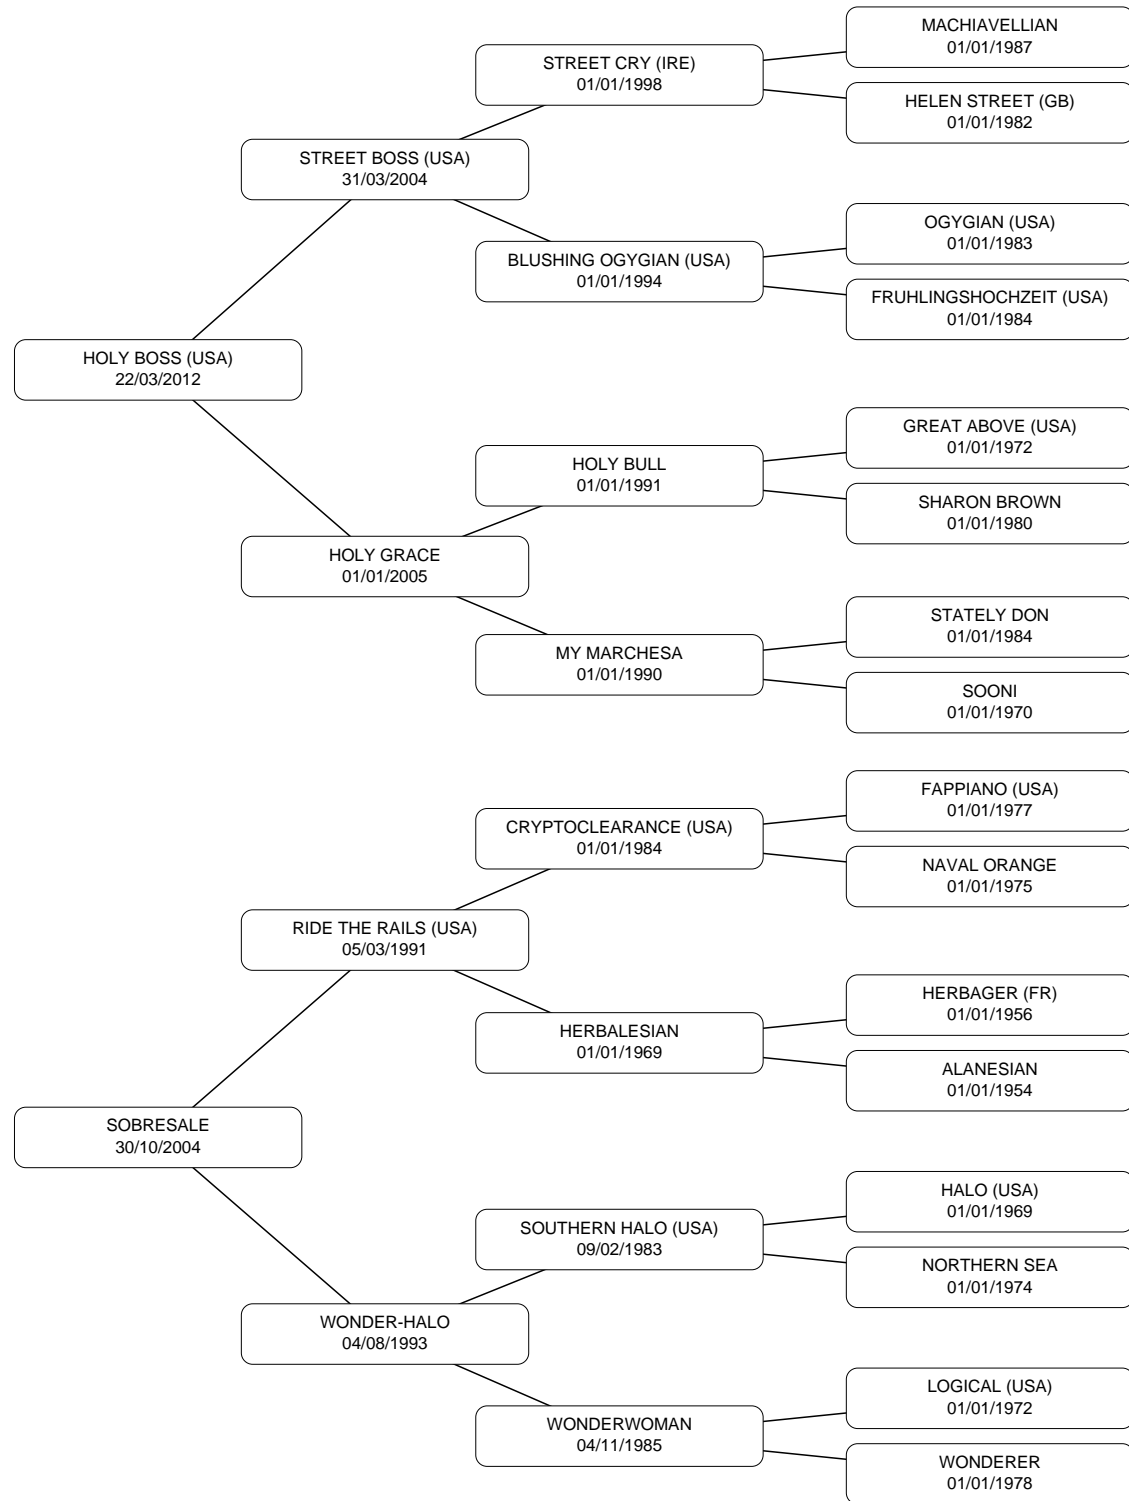 MACHIAVELLIAN
01/01/1987
STREET CRY (IRE)
01/01/1998
HELEN STREET (GB)
01/01/1982
STREET BOSS (USA)
31/03/2004
OGYGIAN (USA)
01/01/1983
BLUSHING OGYGIAN (USA)
01/01/1994
FRUHLINGSHOCHZEIT (USA)
01/01/1984
HOLY BOSS (USA)
22/03/2012
GREAT ABOVE (USA)
01/01/1972
HOLY BULL
01/01/1991
SHARON BROWN
01/01/1980
HOLY GRACE
01/01/2005
STATELY DON
01/01/1984
MY MARCHESA
01/01/1990
SOONI
01/01/1970
FAPPIANO (USA)
01/01/1977
CRYPTOCLEARANCE (USA)
01/01/1984
NAVAL ORANGE
01/01/1975
RIDE THE RAILS (USA)
05/03/1991
HERBAGER (FR)
01/01/1956
HERBALESIAN
01/01/1969
ALANESIAN
01/01/1954
SOBRESALE
30/10/2004
HALO (USA)
01/01/1969
SOUTHERN HALO (USA)
09/02/1983
NORTHERN SEA
01/01/1974
WONDER-HALO
04/08/1993
LOGICAL (USA)
01/01/1972
WONDERWOMAN
04/11/1985
WONDERER
01/01/1978